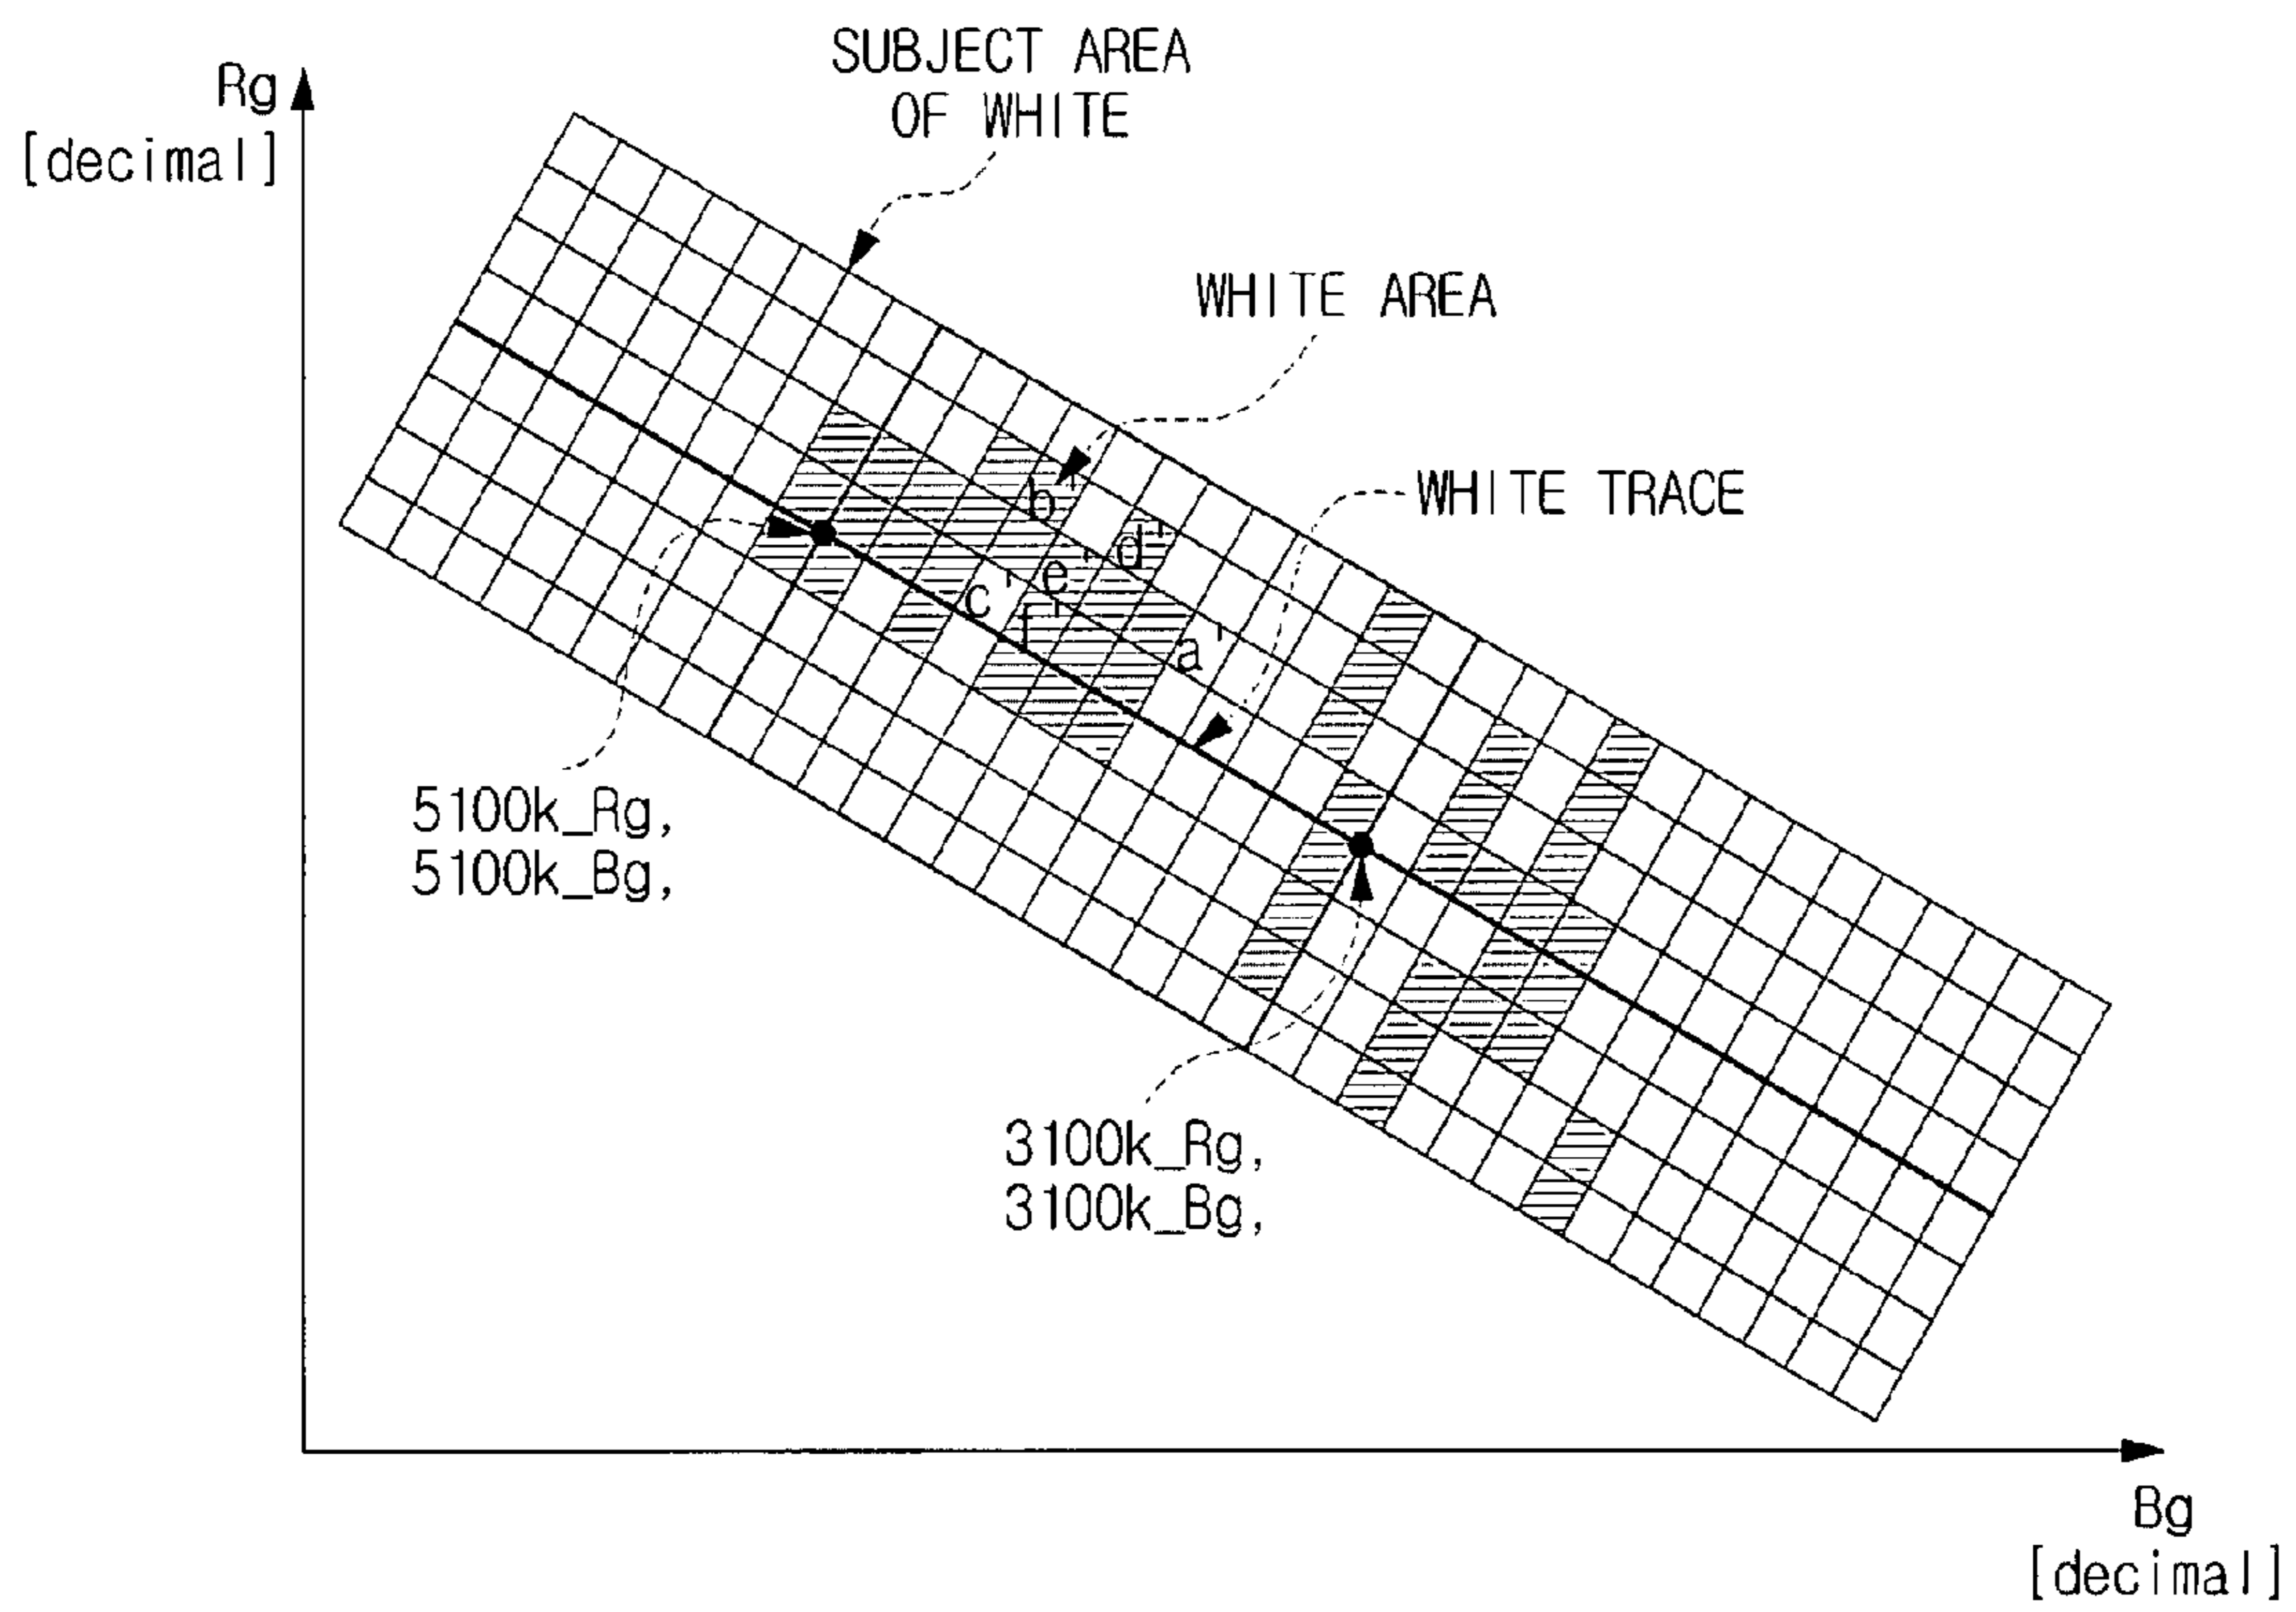 SUBJECT AREA
OF WHITE
Rg
[decimal]
WHITE AREA
WHITE TRACE
b'
d'
e'
c'
f'
a'
5100k_Rg,
5100k_Bg,
3100k_Rg,
3100k_Bg,
Bg
[decimal]